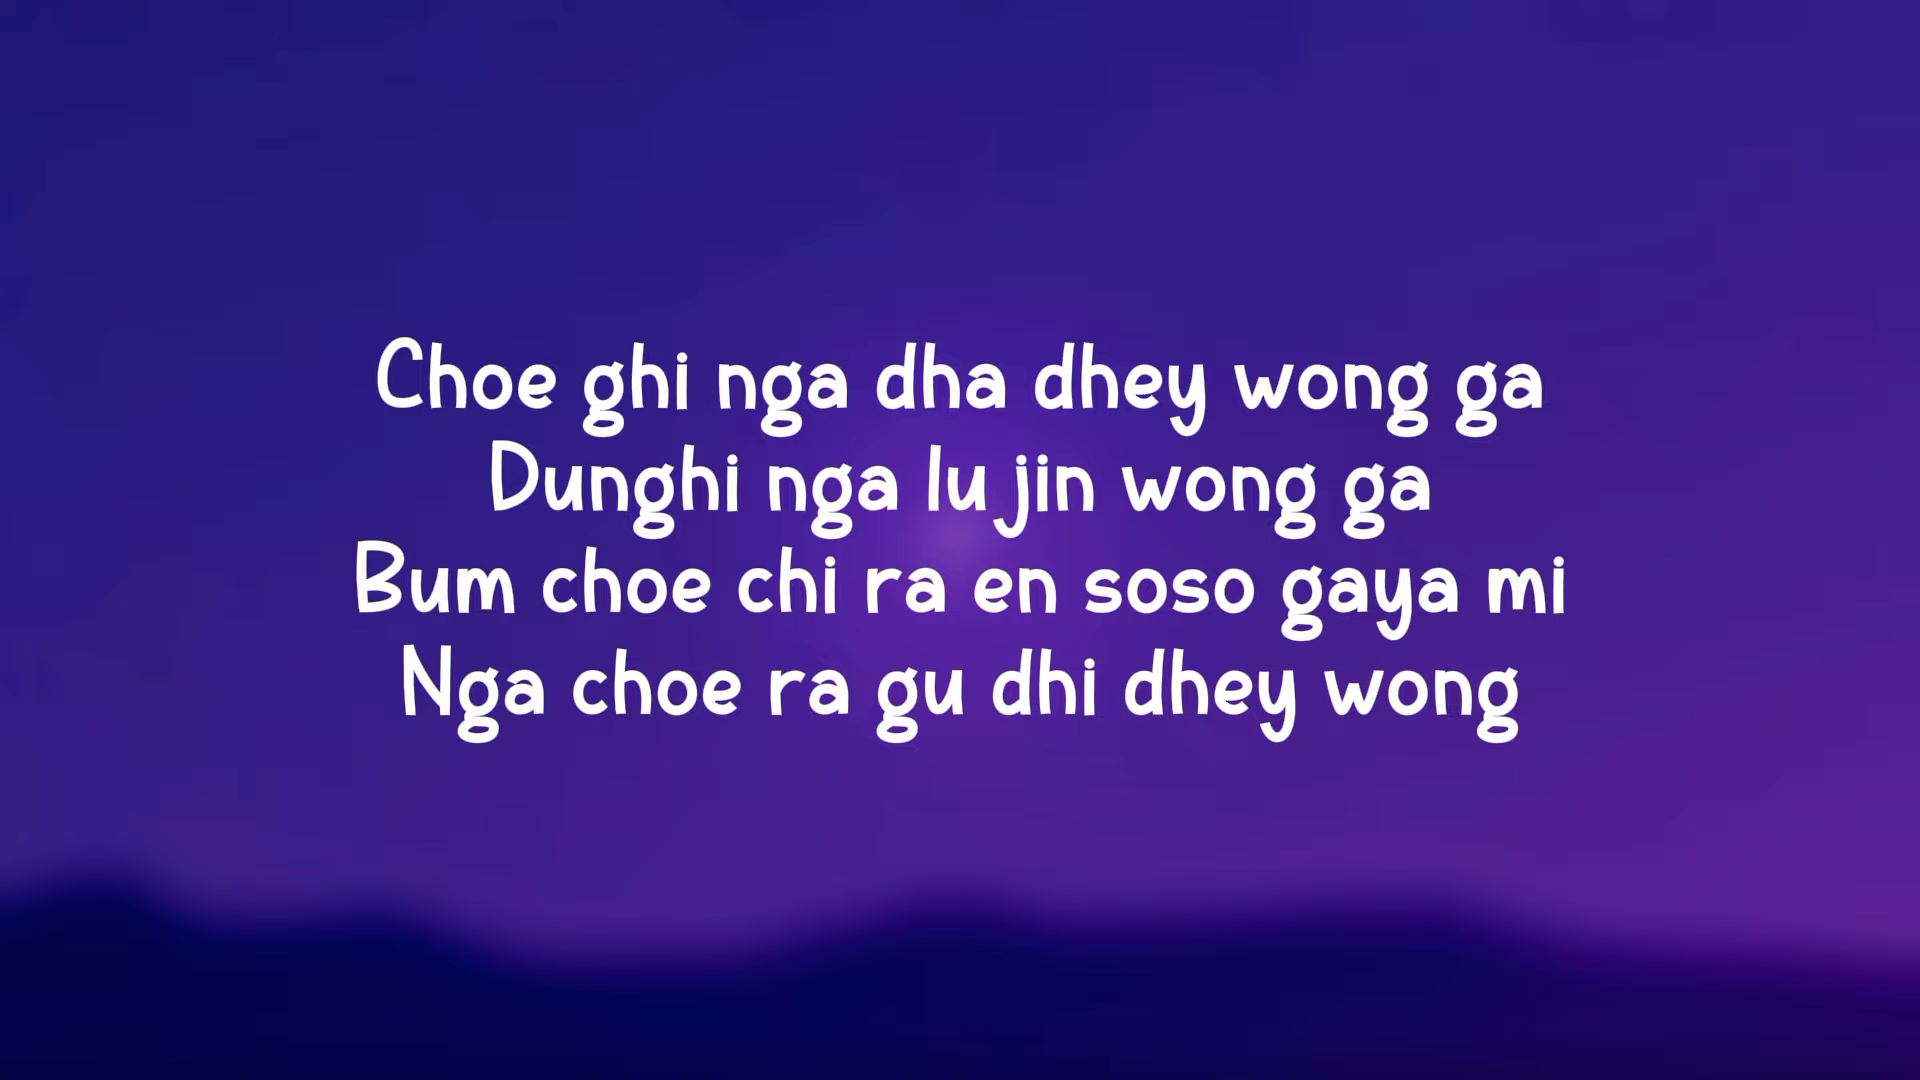 Choe ghi nga dha dhey wong ga
Dunghi nga lu jin wong ga
Bum choe chi ra en soso gaya mi
Nga choe ra gu dhi dhey wong